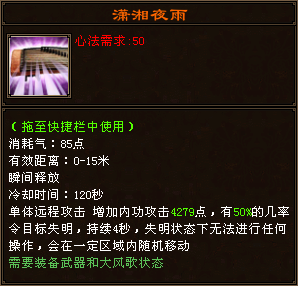 潇湘夜雨
心法需求:50
（拖至快捷栏中使用）
消耗气：85点
有效距离：0-15米
瞬间释放
冷却时间：120秒
单体远程攻击 增加内功攻击4279点，有50%的几率
令目标失明，持续4秒，失明状态下无法进行任何
操作，会在一定区域内随机移动
需要装备武器和大风歌状态